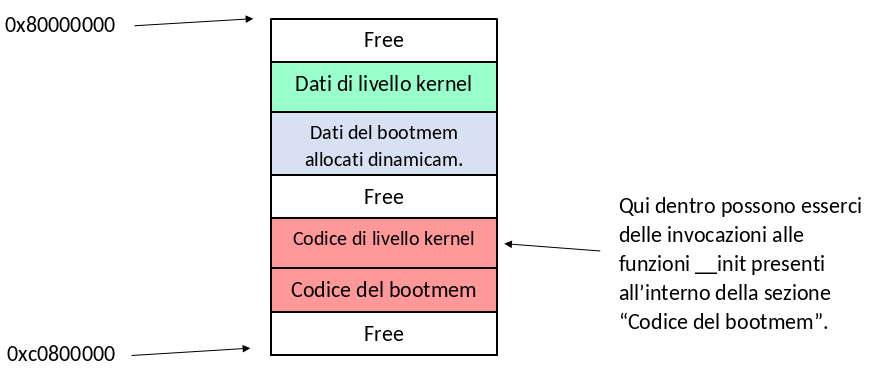 0x80000000
Free
Dati di livello kernel
Dati del bootmem
allocati dinamicam.
Free
Codice di livello kernel
Codice del bootmem
Free
0xc0800000
Qui dentro possono esserci
delle invocazioni alle
funzioni __init presenti
all’interno della sezione
“Codice del bootmem”.